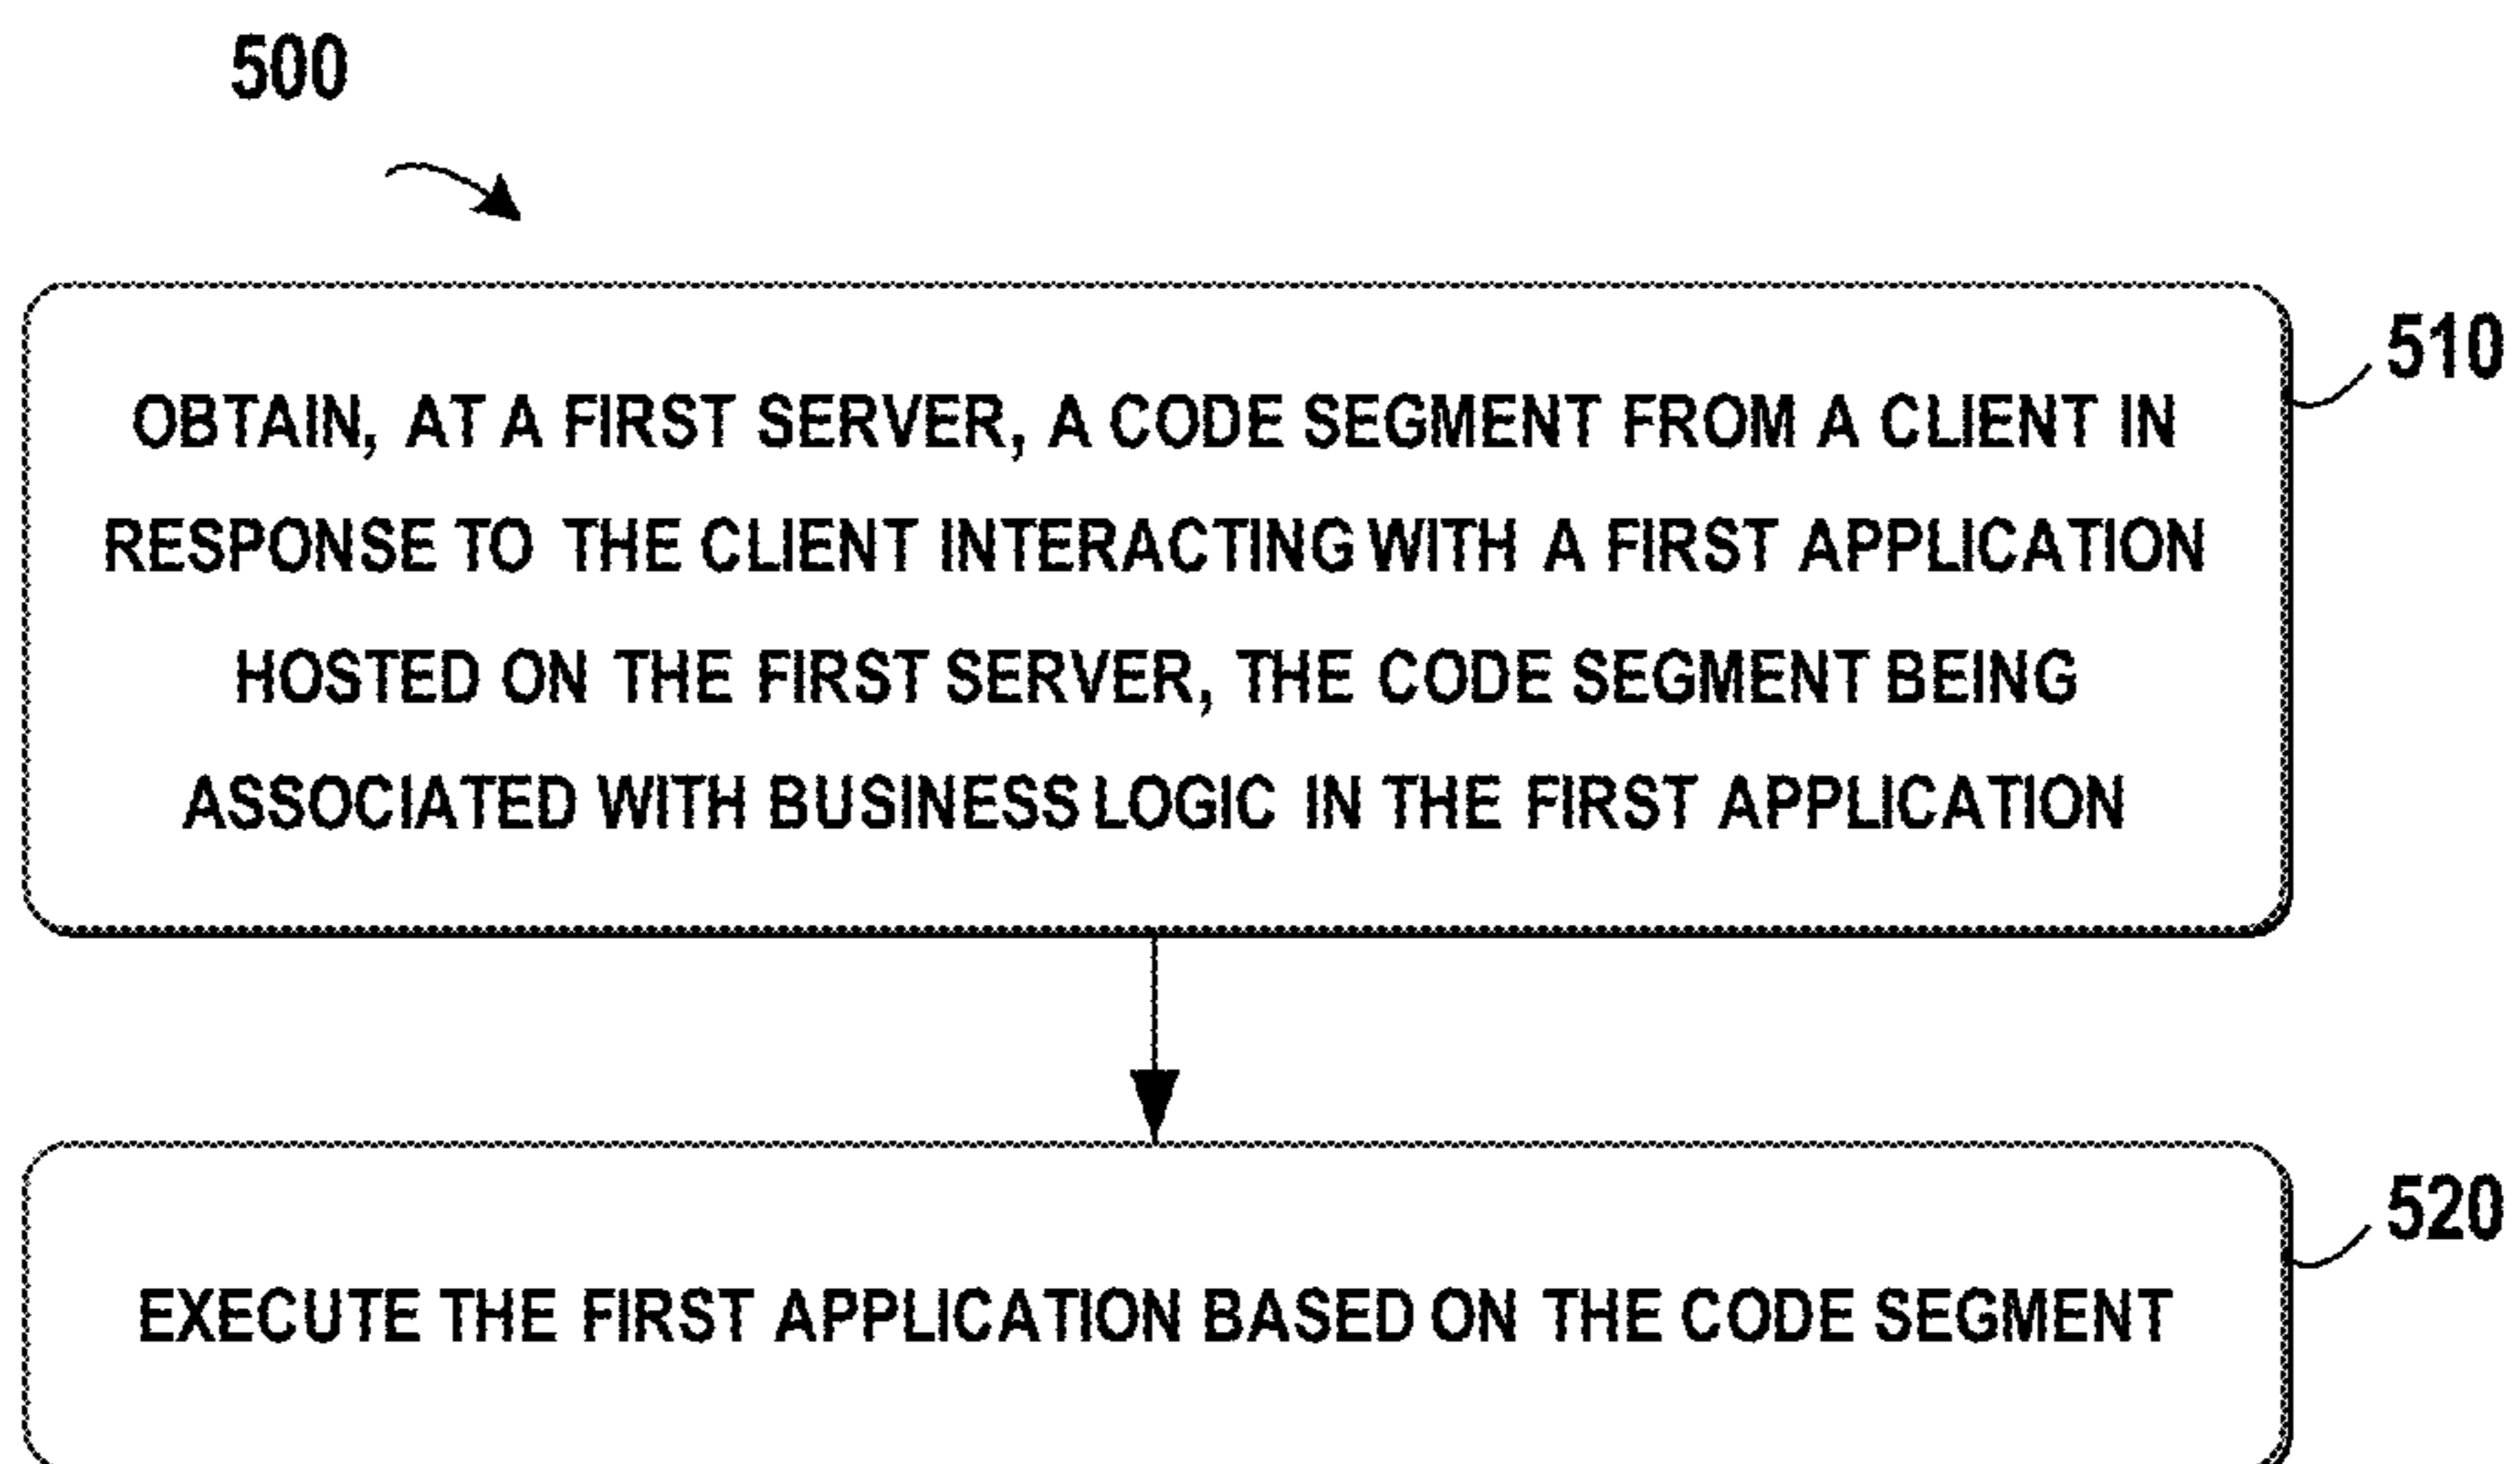 500
510
OBTAIN, AT A FIRST SERVER, A CODE SEGMENT FROM A CLIENT IN
RESPONSE TO THE CLIENT INTERACTING WITH A FIRST APPLICATION
HOSTED ON THE FIRST SERVER, THE CODE SEGMENT BEING
ASSOCIATED WITH BUSINESS LOGIC IN THE FIRST APPLICATION
520
EXECUTE THE FIRST APPLICATION BASED ON THE CODE SEGMENT